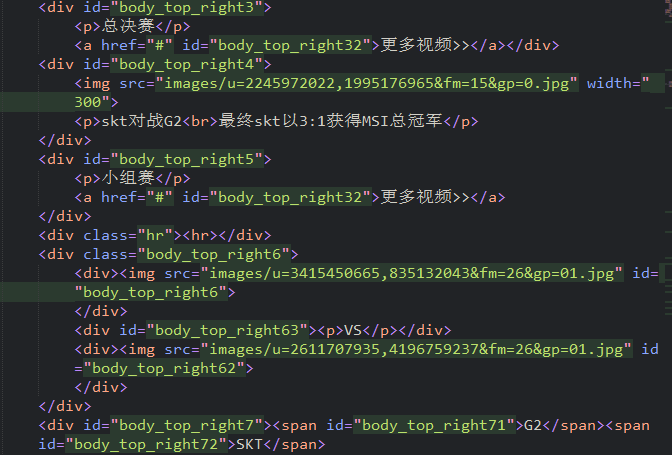 <div id="body_top_right3">
<p>总决赛</p>
<a href="#" id="body_top_right32">更多视频>></a></div>
<div id="body_top_right4">
<img src="images/u=2245972022,1995176965&fm=15&gp=0.jpg" width="
300">
<p>skt对战G2<br>最终skt以3:1获得MSI总冠军</p>
</div>
<div id="body_top_right5">
<p>小组赛</p>
<a href="#" id="body_top_right32">更多视频>></a>
</div>
<div class="hr"><hr></div>
<div class="body_top_right6">
<div><img src="images/u=3415450665,835132043&fm=26&gp=01.jpg" id=
"body_top_right6">
</div>
<div id="body_top_right63"><p>VS</p></div>
<div><img src="images/u=2611707935,4196759237&fm=26&gp=01.jpg" id
="body_top_right62">
</div>
</div>
<div id="body_top_right7"><span id="body_top_right71">G2</span><span
id="body_top_right72">SKT</span>